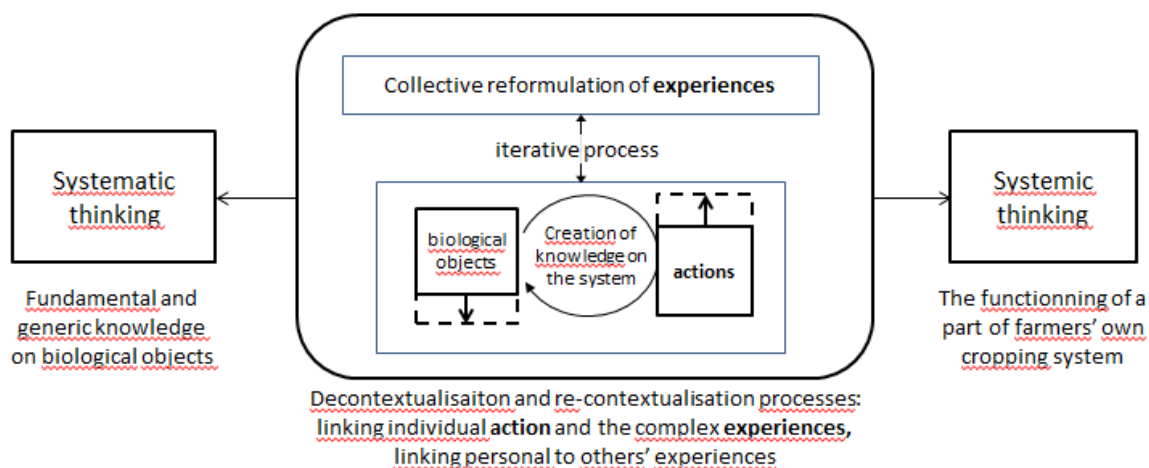 Collective reformulation of experiences
iterative process
Systematic
thinking
biological
objects
Creation of
knowledge on
the system
actions
Systemic
thinking
Fundamental and
generic knowledge
on biological objects
The functionning of a
part of farmers’ own
cropping system
Decontextualisaiton and re-contextualisation processes:
linking individual action and the complex experiences,
linking personal to others’ experiences